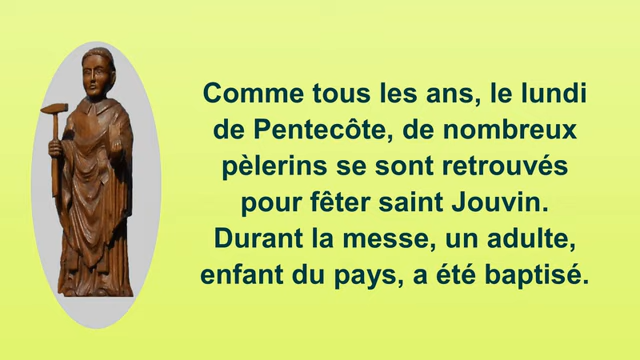 Comme tous les ans, le lundi
de Pentecôte, de nombreux
pèlerins se sont retrouvés
pour fêter saint Jouvin.
Durant la messe, un adulte,
enfant du pays, a été baptisé.